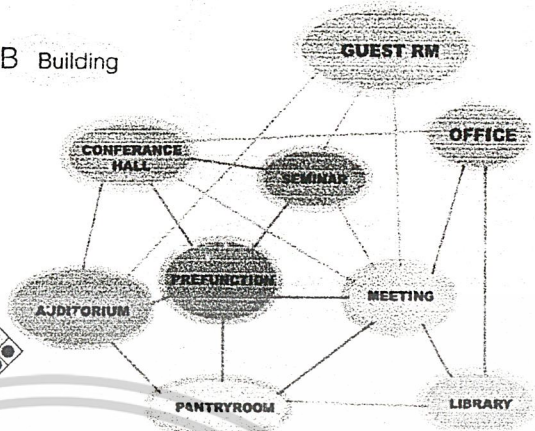 B Building
GUEST RM
OFFICE
CONFERANCE
HALL
SEMINAR
PREFUNCTION
MEETING
AUDITORIUM
PANTRYROOM
LIBRARY